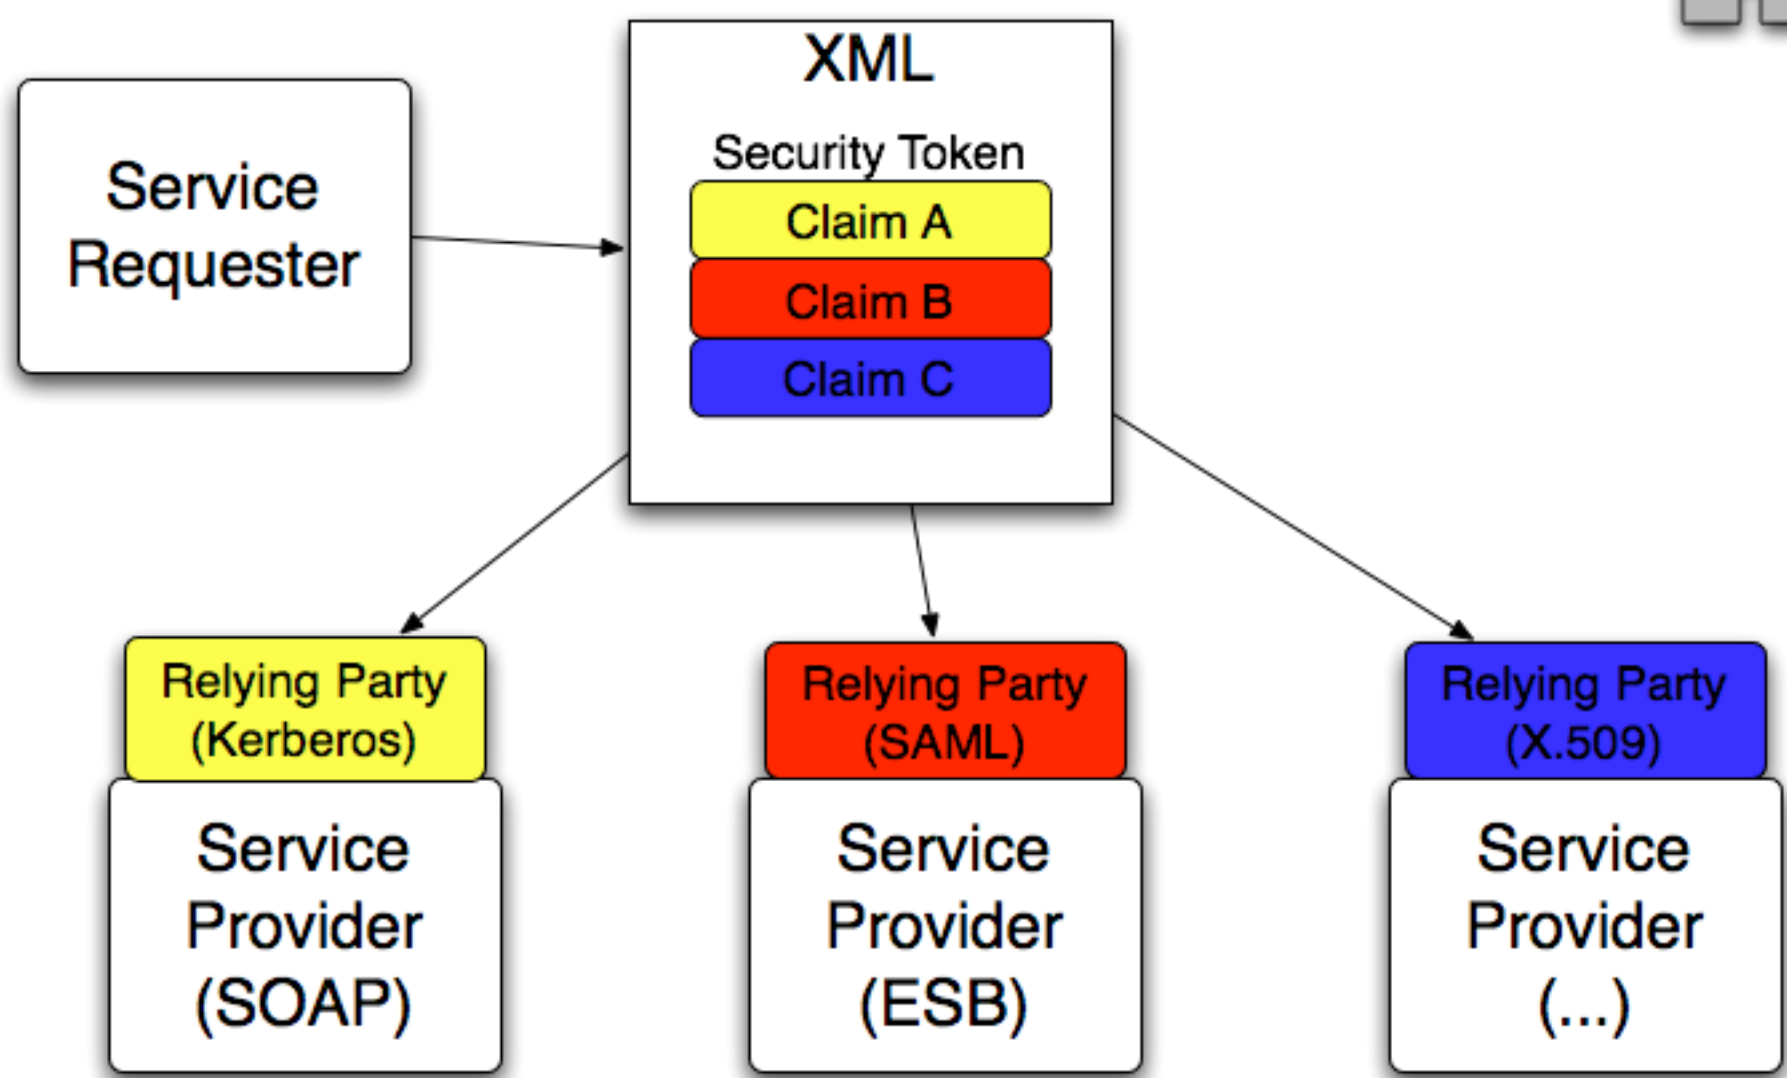 XML
Service
Requester
Security Token
Claim A
Claim B
Claim C
Relying Party
(Kerberos)
Service
Provider
(SOAP)
Relying Party
(SAML)
Service
Provider
(ESB)
Relying Party
(X.509)
Service
Provider
(...)